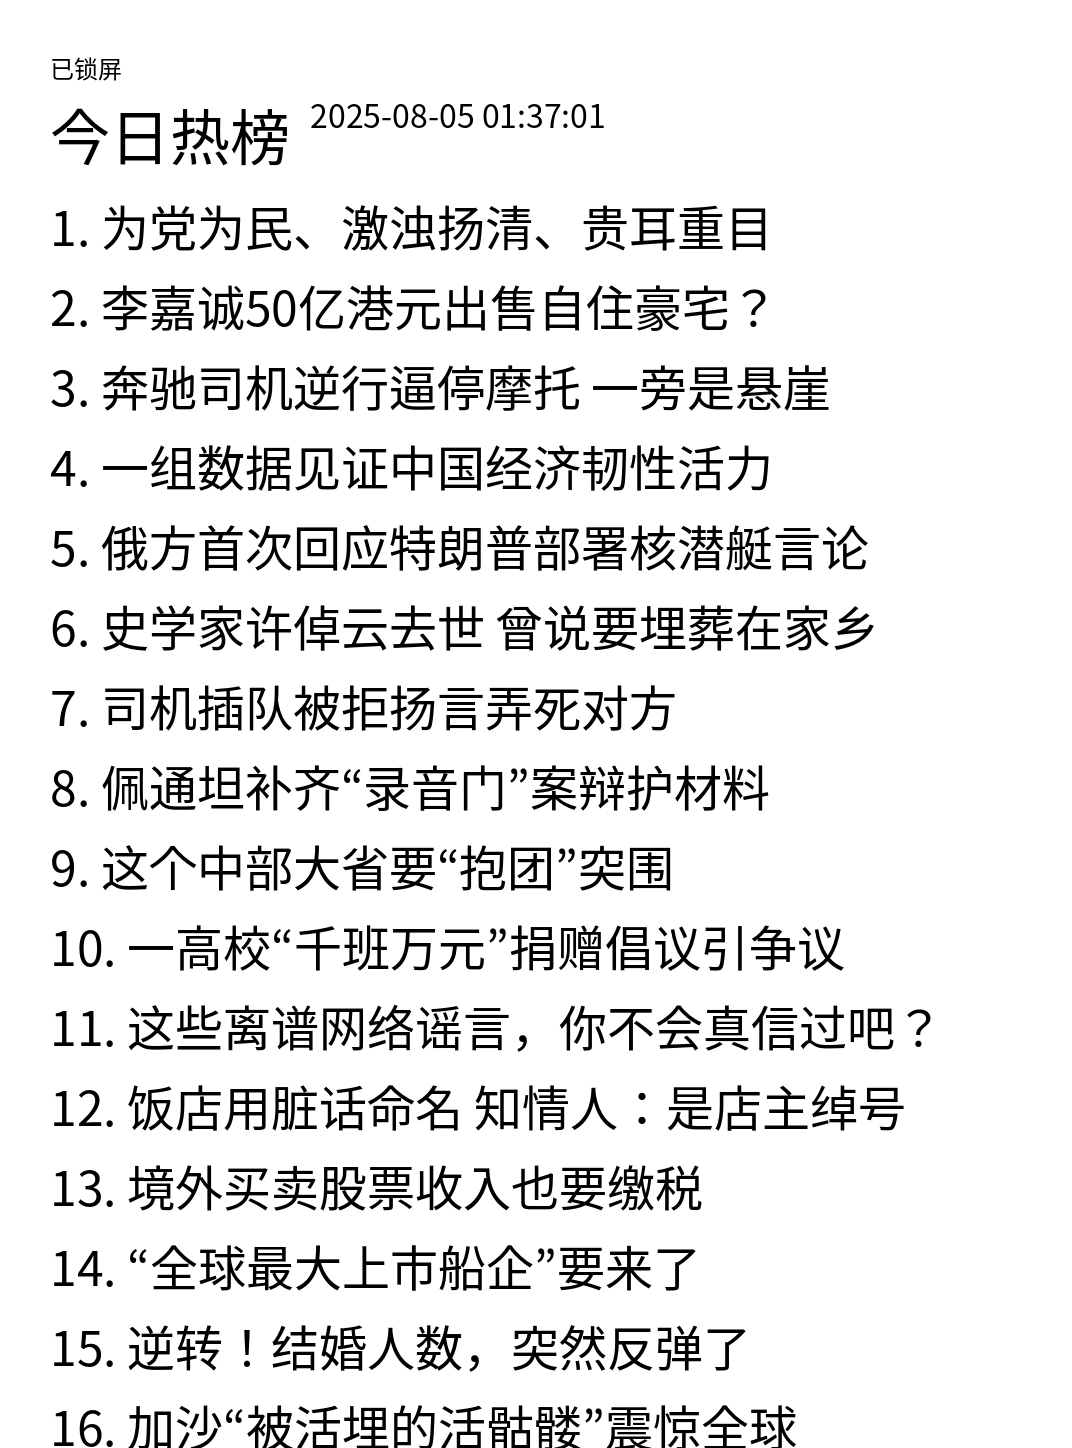 已锁屏
今日热榜 2025-08-05 01:37:01
1. 为党为民、激浊扬清、贵耳重目
2. 李嘉诚50亿港元出售自住豪宅？
3. 奔驰司机逆行逼停摩托 一旁是悬崖
4. 一组数据见证中国经济韧性活力
5. 俄方首次回应特朗普部署核潜艇言论
6. 史学家许倬云去世 曾说要埋葬在家乡
7. 司机插队被拒扬言弄死对方
8. 佩通坦补齐“录音门”案辩护材料
9. 这个中部大省要“抱团”突围
10. 一高校“千班万元”捐赠倡议引争议
11. 这些离谱网络谣言，你不会真信过吧？
12. 饭店用脏话命名 知情人：是店主绰号
13. 境外买卖股票收入也要缴税
14. “全球最大上市船企”要来了
15. 逆转！结婚人数，突然反弹了
16. 加沙“被活埋的活骷髅”震惊全球